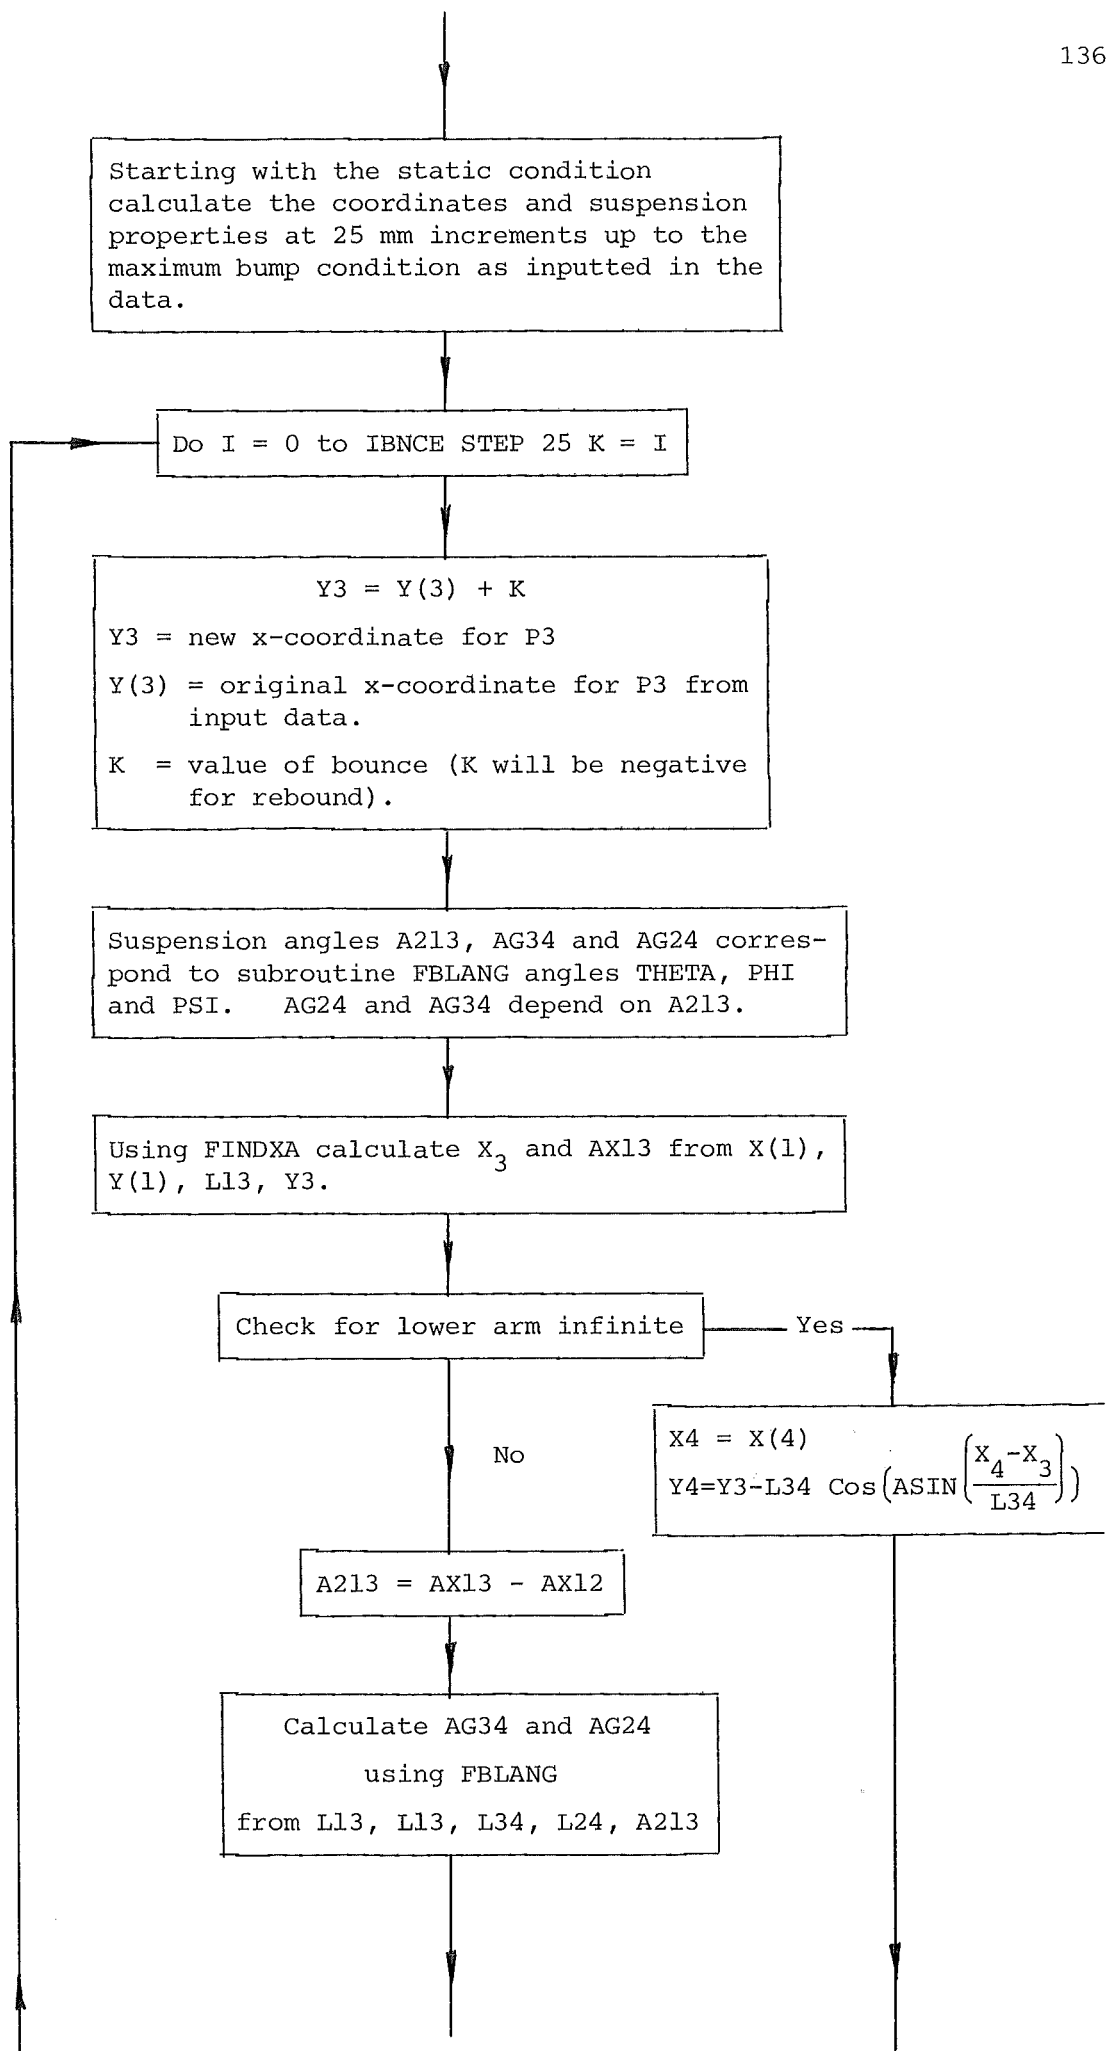 136
Starting with the static condition
calculate the coordinates and suspension
properties at 25 mm increments up to the
maximum bump condition as inputted in the
data.
Do I = 0 to IBNCE STEP 25 K = I
Y3 = Y(3) + K
Y3 = new x-coordinate for P3
Y(3) = original x-coordinate for P3 from
input data.
K = value of bounce (K will be negative
for rebound).
Suspension angles A213, AG34 and AG24 corres-
pond to subroutine FBLANG angles THETA, PHI
and PSI. AG24 and AG34 depend on A213.
Using FINDXA calculate X₃ and AX13 from X(1),
Y(1), L13, Y3.
Check for lower arm infinite
Yes
No
X4 = X(4)
Y4=Y3-L34 Cos(ASIN(X₄-X₃/L34))
A213 = AX13 - AX12
Calculate AG34 and AG24
using FBLANG
from L13, L13, L34, L24, A213